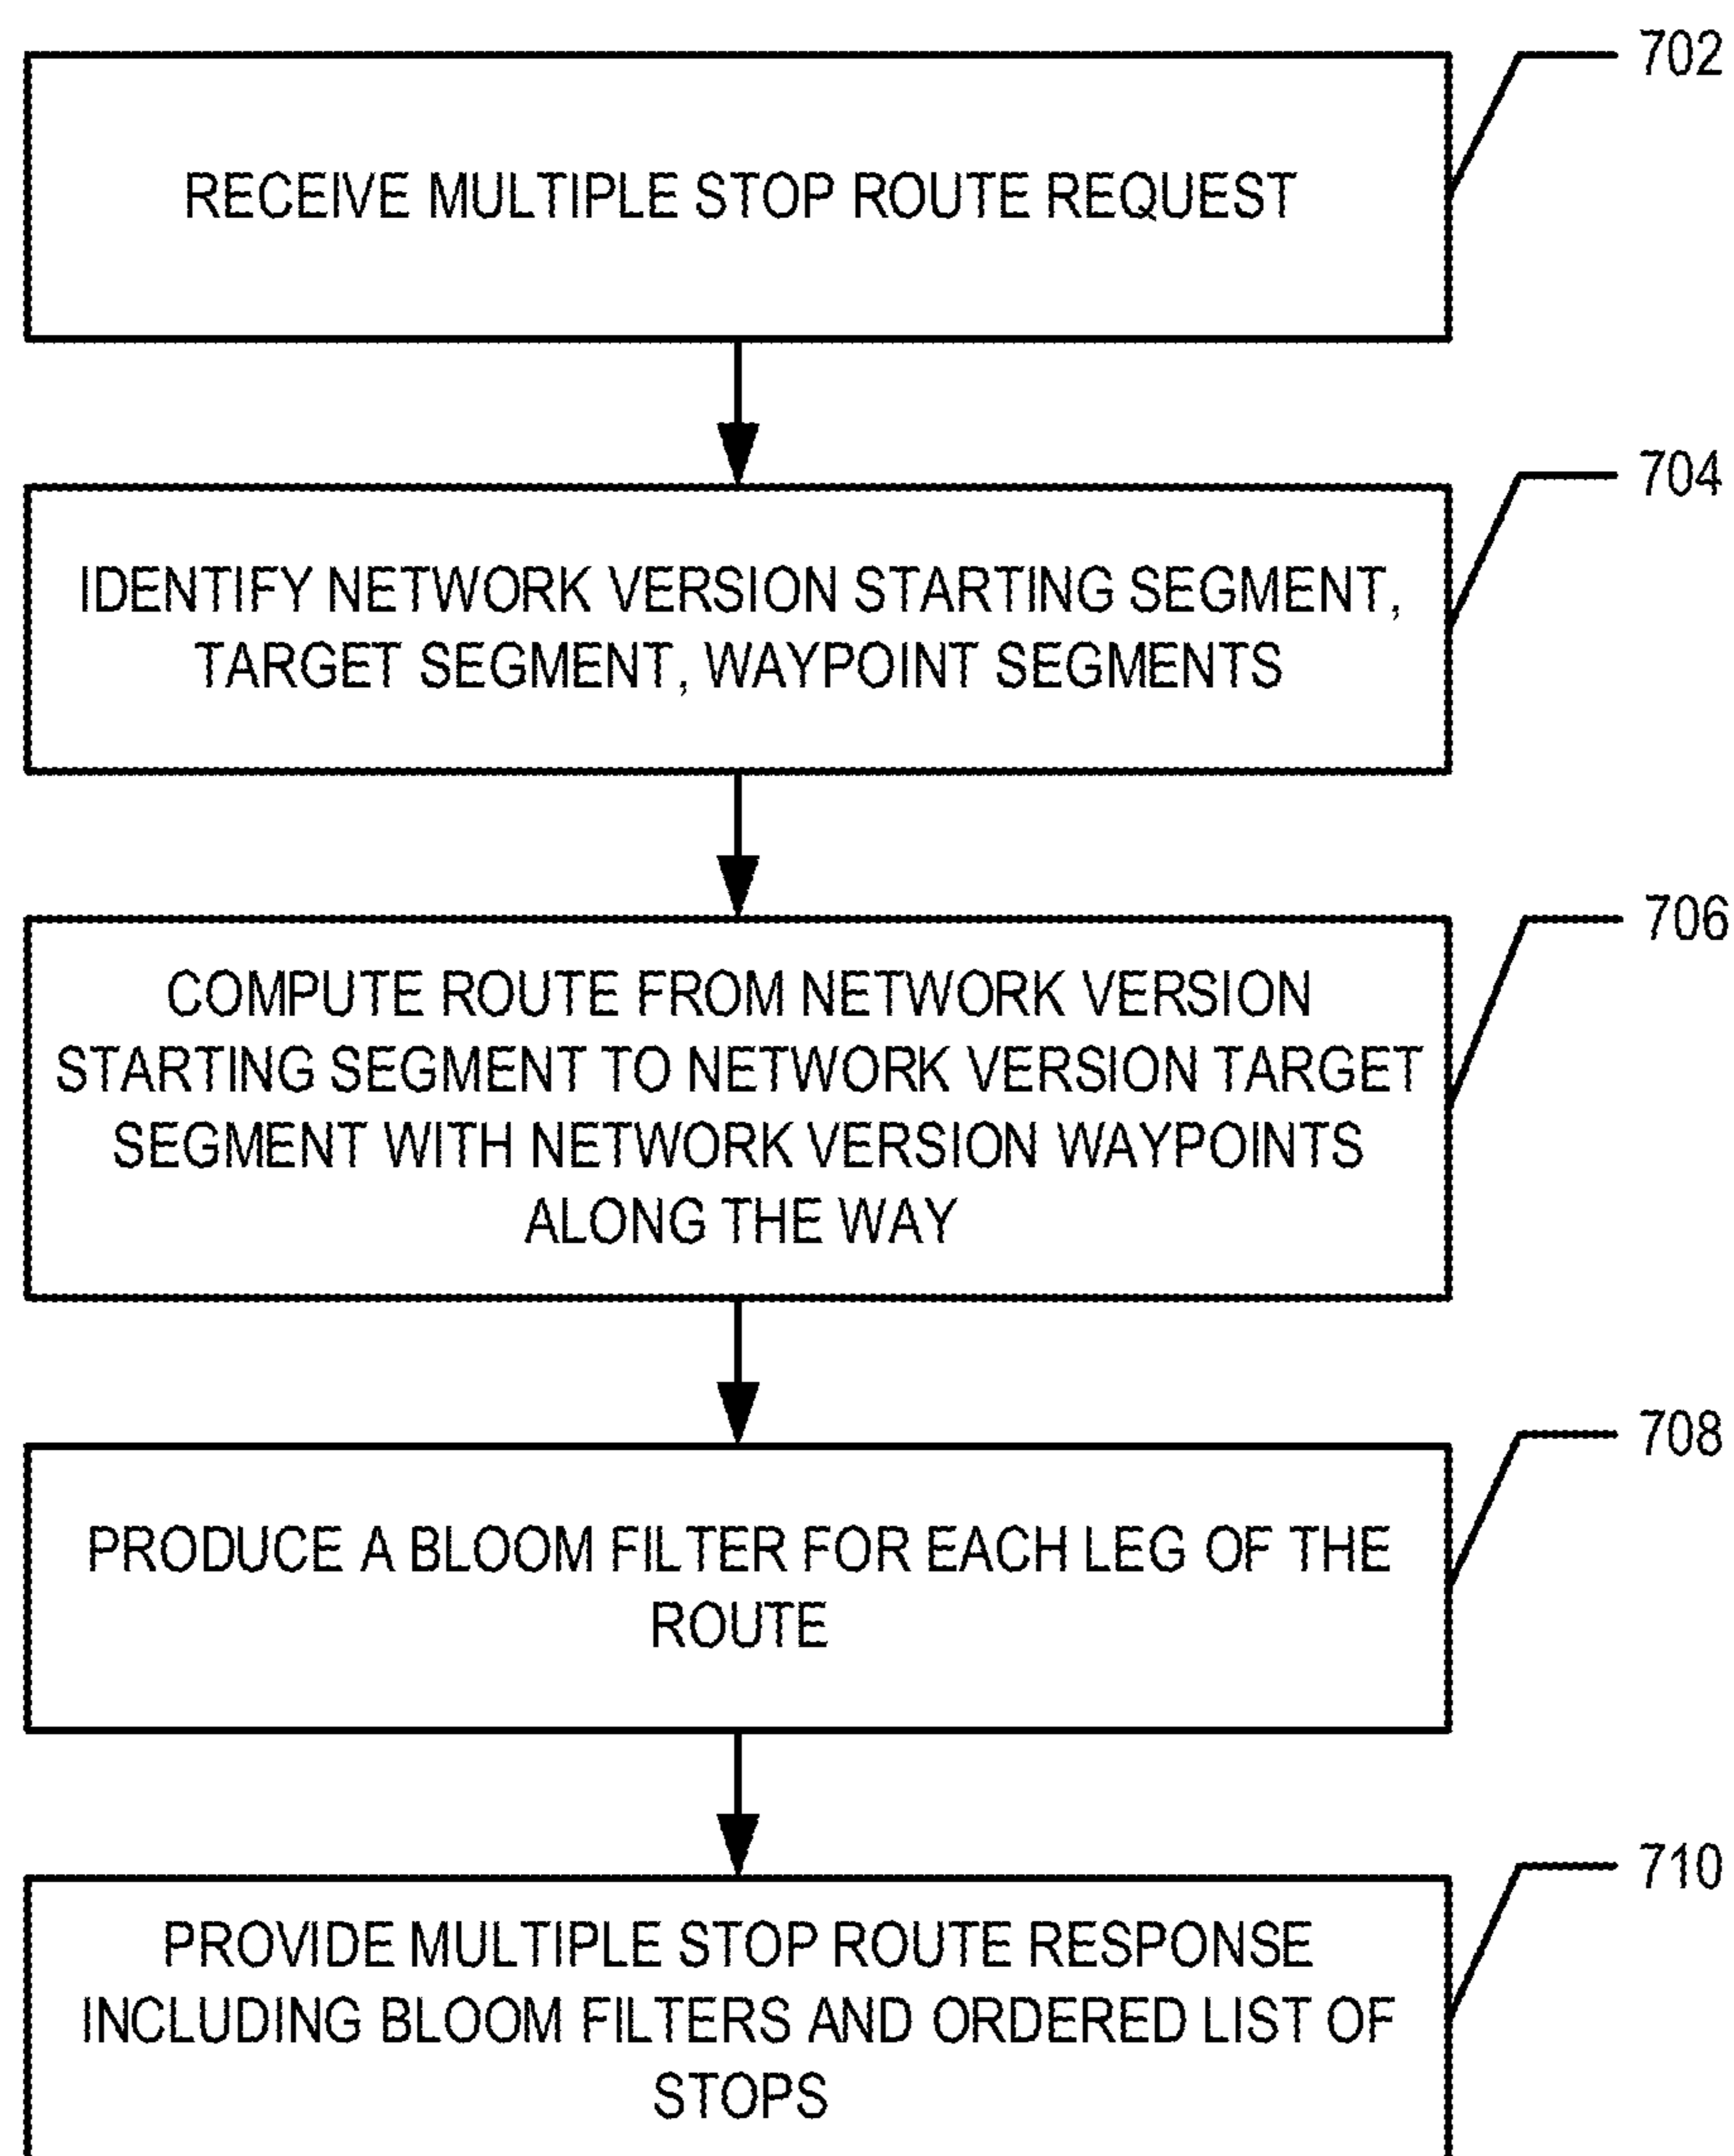 702
RECEIVE MULTIPLE STOP ROUTE REQUEST
704
IDENTIFY NETWORK VERSION STARTING SEGMENT,
TARGET SEGMENT, WAYPOINT SEGMENTS
706
COMPUTE ROUTE FROM NETWORK VERSION
STARTING SEGMENT TO NETWORK VERSION TARGET
SEGMENT WITH NETWORK VERSION WAYPOINTS
ALONG THE WAY
708
PRODUCE A BLOOM FILTER FOR EACH LEG OF THE
ROUTE
710
PROVIDE MULTIPLE STOP ROUTE RESPONSE
INCLUDING BLOOM FILTERS AND ORDERED LIST OF
STOPS